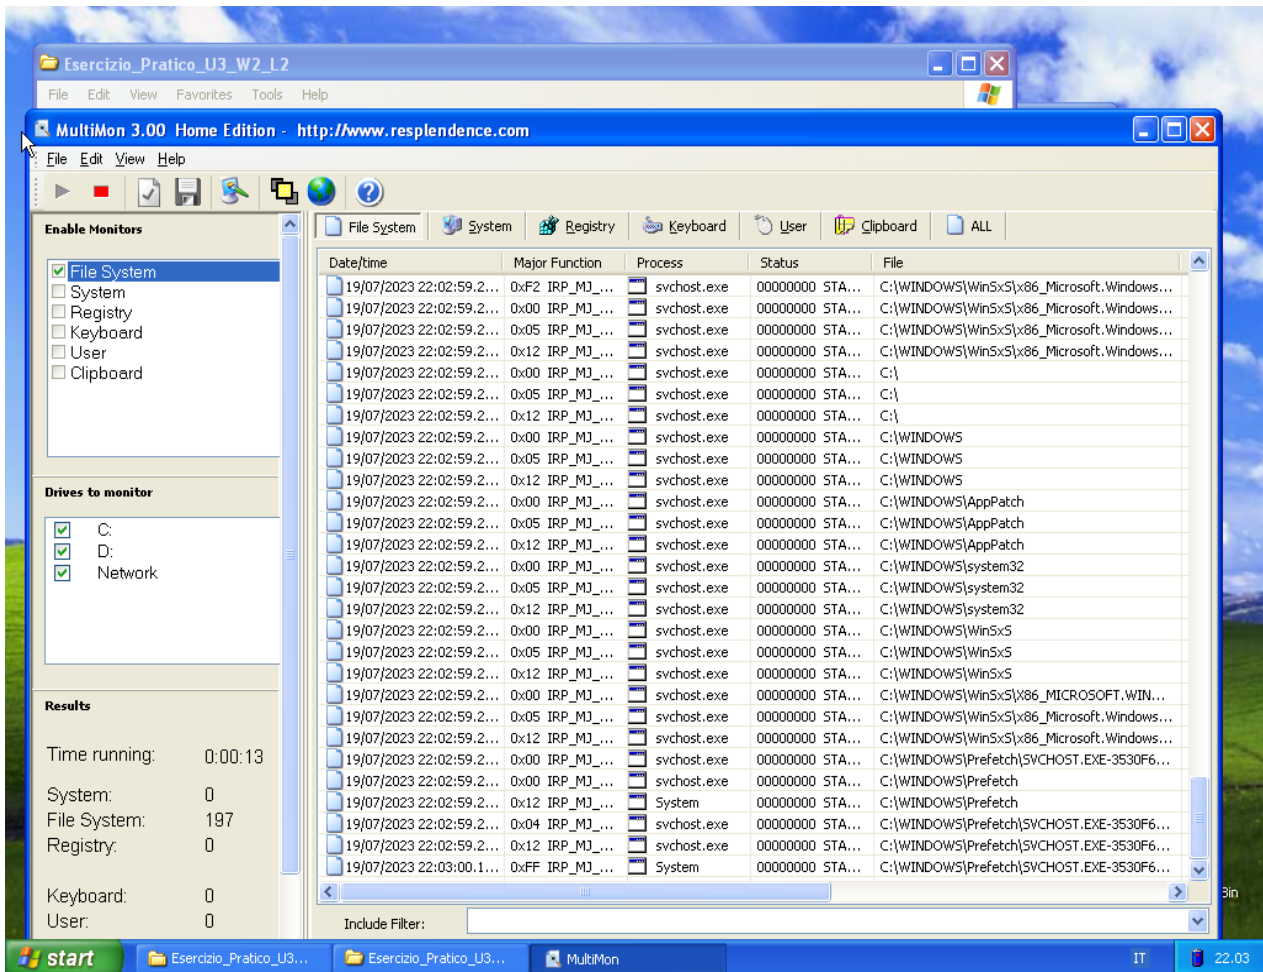 Esercizio_Pratico_U3_W2_L2
File Edit View Favorites Tools Help
MultiMon 3.00 Home Edition - http://www.resplendence.com
File Edit View Help
Enable Monitors
File System
System
Registry
Keyboard
User
Clipboard
Drives to monitor
C:
D:
Network
Results
Time running: 0:00:13
System: 0
File System: 197
Registry: 0
Keyboard: 0
User: 0
File System System Registry Keyboard User Clipboard ALL
Date/time Major Function Process Status File
19/07/2023 22:02:59.2... 0xF2 IRP_MJ_... svchost.exe 00000000 STA... C:\WINDOWS\WinSxS\x86_Microsoft.Windows...
19/07/2023 22:02:59.2... 0x00 IRP_MJ_... svchost.exe 00000000 STA... C:\WINDOWS\WinSxS\x86_Microsoft.Windows...
19/07/2023 22:02:59.2... 0x05 IRP_MJ_... svchost.exe 00000000 STA... C:\WINDOWS\WinSxS\x86_Microsoft.Windows...
19/07/2023 22:02:59.2... 0x12 IRP_MJ_... svchost.exe 00000000 STA... C:\WINDOWS\WinSxS\x86_Microsoft.Windows...
19/07/2023 22:02:59.2... 0x00 IRP_MJ_... svchost.exe 00000000 STA... C:\
19/07/2023 22:02:59.2... 0x05 IRP_MJ_... svchost.exe 00000000 STA... C:\
19/07/2023 22:02:59.2... 0x12 IRP_MJ_... svchost.exe 00000000 STA... C:\
19/07/2023 22:02:59.2... 0x00 IRP_MJ_... svchost.exe 00000000 STA... C:\WINDOWS
19/07/2023 22:02:59.2... 0x05 IRP_MJ_... svchost.exe 00000000 STA... C:\WINDOWS
19/07/2023 22:02:59.2... 0x12 IRP_MJ_... svchost.exe 00000000 STA... C:\WINDOWS
19/07/2023 22:02:59.2... 0x00 IRP_MJ_... svchost.exe 00000000 STA... C:\WINDOWS\AppPatch
19/07/2023 22:02:59.2... 0x05 IRP_MJ_... svchost.exe 00000000 STA... C:\WINDOWS\AppPatch
19/07/2023 22:02:59.2... 0x12 IRP_MJ_... svchost.exe 00000000 STA... C:\WINDOWS\AppPatch
19/07/2023 22:02:59.2... 0x00 IRP_MJ_... svchost.exe 00000000 STA... C:\WINDOWS\system32
19/07/2023 22:02:59.2... 0x05 IRP_MJ_... svchost.exe 00000000 STA... C:\WINDOWS\system32
19/07/2023 22:02:59.2... 0x12 IRP_MJ_... svchost.exe 00000000 STA... C:\WINDOWS\system32
19/07/2023 22:02:59.2... 0x00 IRP_MJ_... svchost.exe 00000000 STA... C:\WINDOWS\WinSxS
19/07/2023 22:02:59.2... 0x05 IRP_MJ_... svchost.exe 00000000 STA... C:\WINDOWS\WinSxS
19/07/2023 22:02:59.2... 0x12 IRP_MJ_... svchost.exe 00000000 STA... C:\WINDOWS\WinSxS
19/07/2023 22:02:59.2... 0x00 IRP_MJ_... svchost.exe 00000000 STA... C:\WINDOWS\WinSxS\X86_MICROSOFT.WIN...
19/07/2023 22:02:59.2... 0x05 IRP_MJ_... svchost.exe 00000000 STA... C:\WINDOWS\WinSxS\x86_Microsoft.Windows...
19/07/2023 22:02:59.2... 0x12 IRP_MJ_... svchost.exe 00000000 STA... C:\WINDOWS\WinSxS\x86_Microsoft.Windows...
19/07/2023 22:02:59.2... 0x00 IRP_MJ_... svchost.exe 00000000 STA... C:\WINDOWS\Prefetch\SVCHOST.EXE-3530F6...
19/07/2023 22:02:59.2... 0x00 IRP_MJ_... svchost.exe 00000000 STA... C:\WINDOWS\Prefetch
19/07/2023 22:02:59.2... 0x12 IRP_MJ_... System 00000000 STA... C:\WINDOWS\Prefetch
19/07/2023 22:02:59.2... 0x04 IRP_MJ_... svchost.exe 00000000 STA... C:\WINDOWS\Prefetch\SVCHOST.EXE-3530F6...
19/07/2023 22:02:59.2... 0x12 IRP_MJ_... svchost.exe 00000000 STA... C:\WINDOWS\Prefetch\SVCHOST.EXE-3530F6...
19/07/2023 22:03:00.1... 0xFF IRP_MJ_... System 00000000 STA... C:\WINDOWS\Prefetch\SVCHOST.EXE-3530F6...
Include Filter:
Bin
start Esercizio_Pratico_U3... Esercizio_Pratico_U3... MultiMon IT 22.03